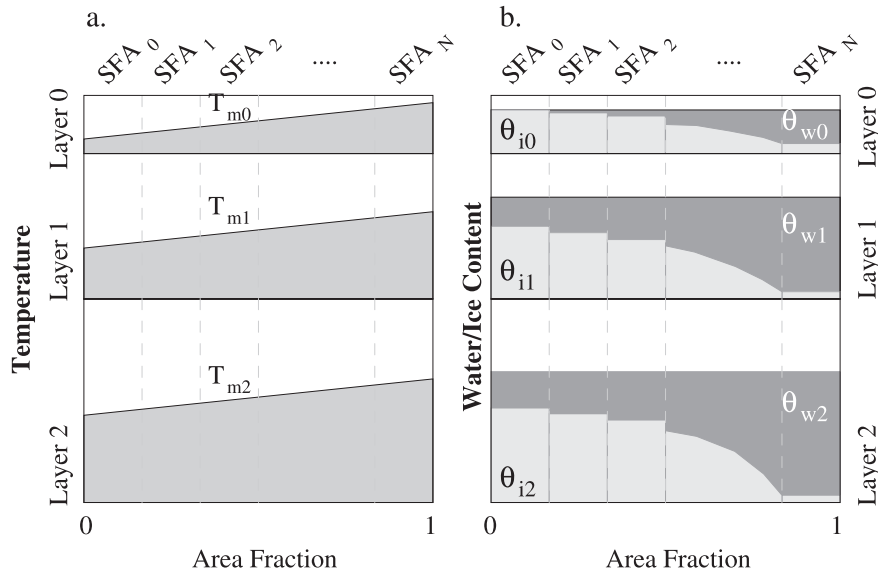 a.
SFA 0 SFA 1 SFA 2 .... SFA N
Temperature
Layer 0
Layer 1
Layer 2
T m0
T m1
T m2
0 1
Area Fraction
b.
SFA 0 SFA 1 SFA 2 .... SFA N
Water/Ice Content
θ i0 θ w0
θ i1 θ w1
θ i2 θ w2
Layer 0
Layer 1
Layer 2
0 1
Area Fraction